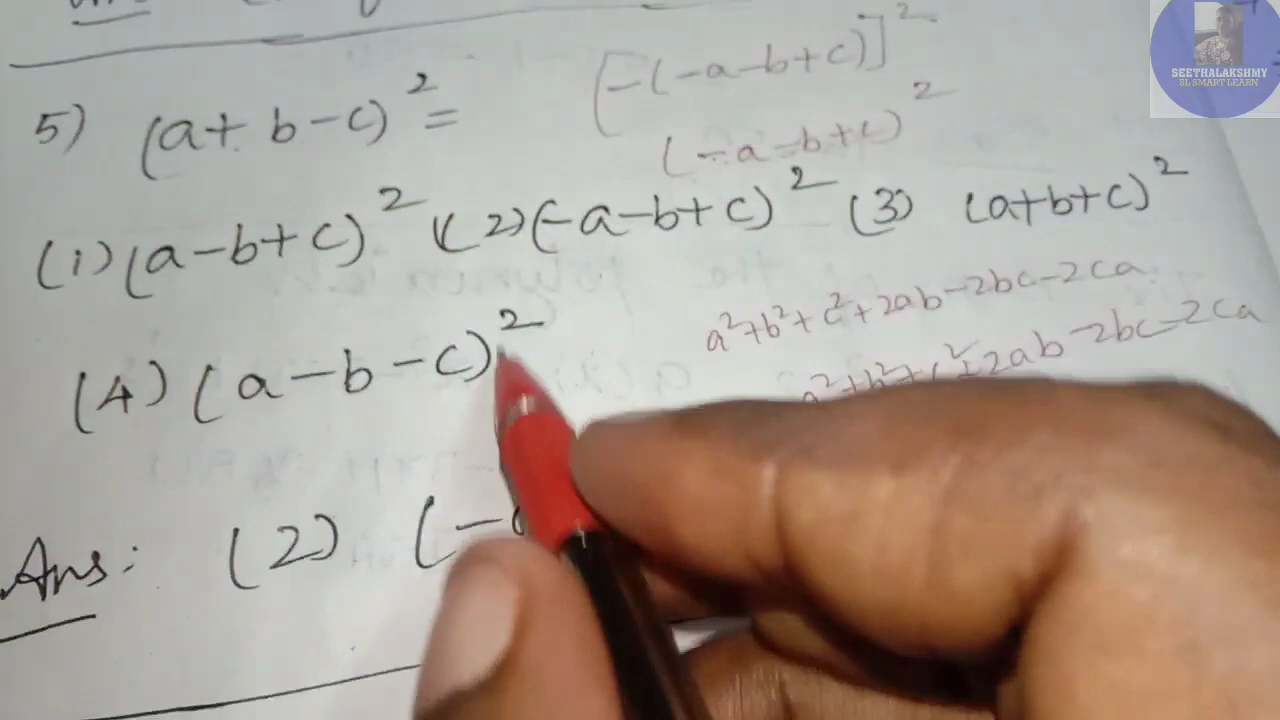 5) (a + b - c)² =
[-(-a-b+c)]²
(-a-b+c)²
(1) (a-b+c)² (2) (-a-b+c)² (3) (a+b+c)²
a²+b²+c²+2ab-2bc-2ca
a²+b²+c²+2ab-2bc-2ca
(4) (a-b-c)²
Ans: (2) (-
SEETHALAKSHMY
SL SMART LEARN